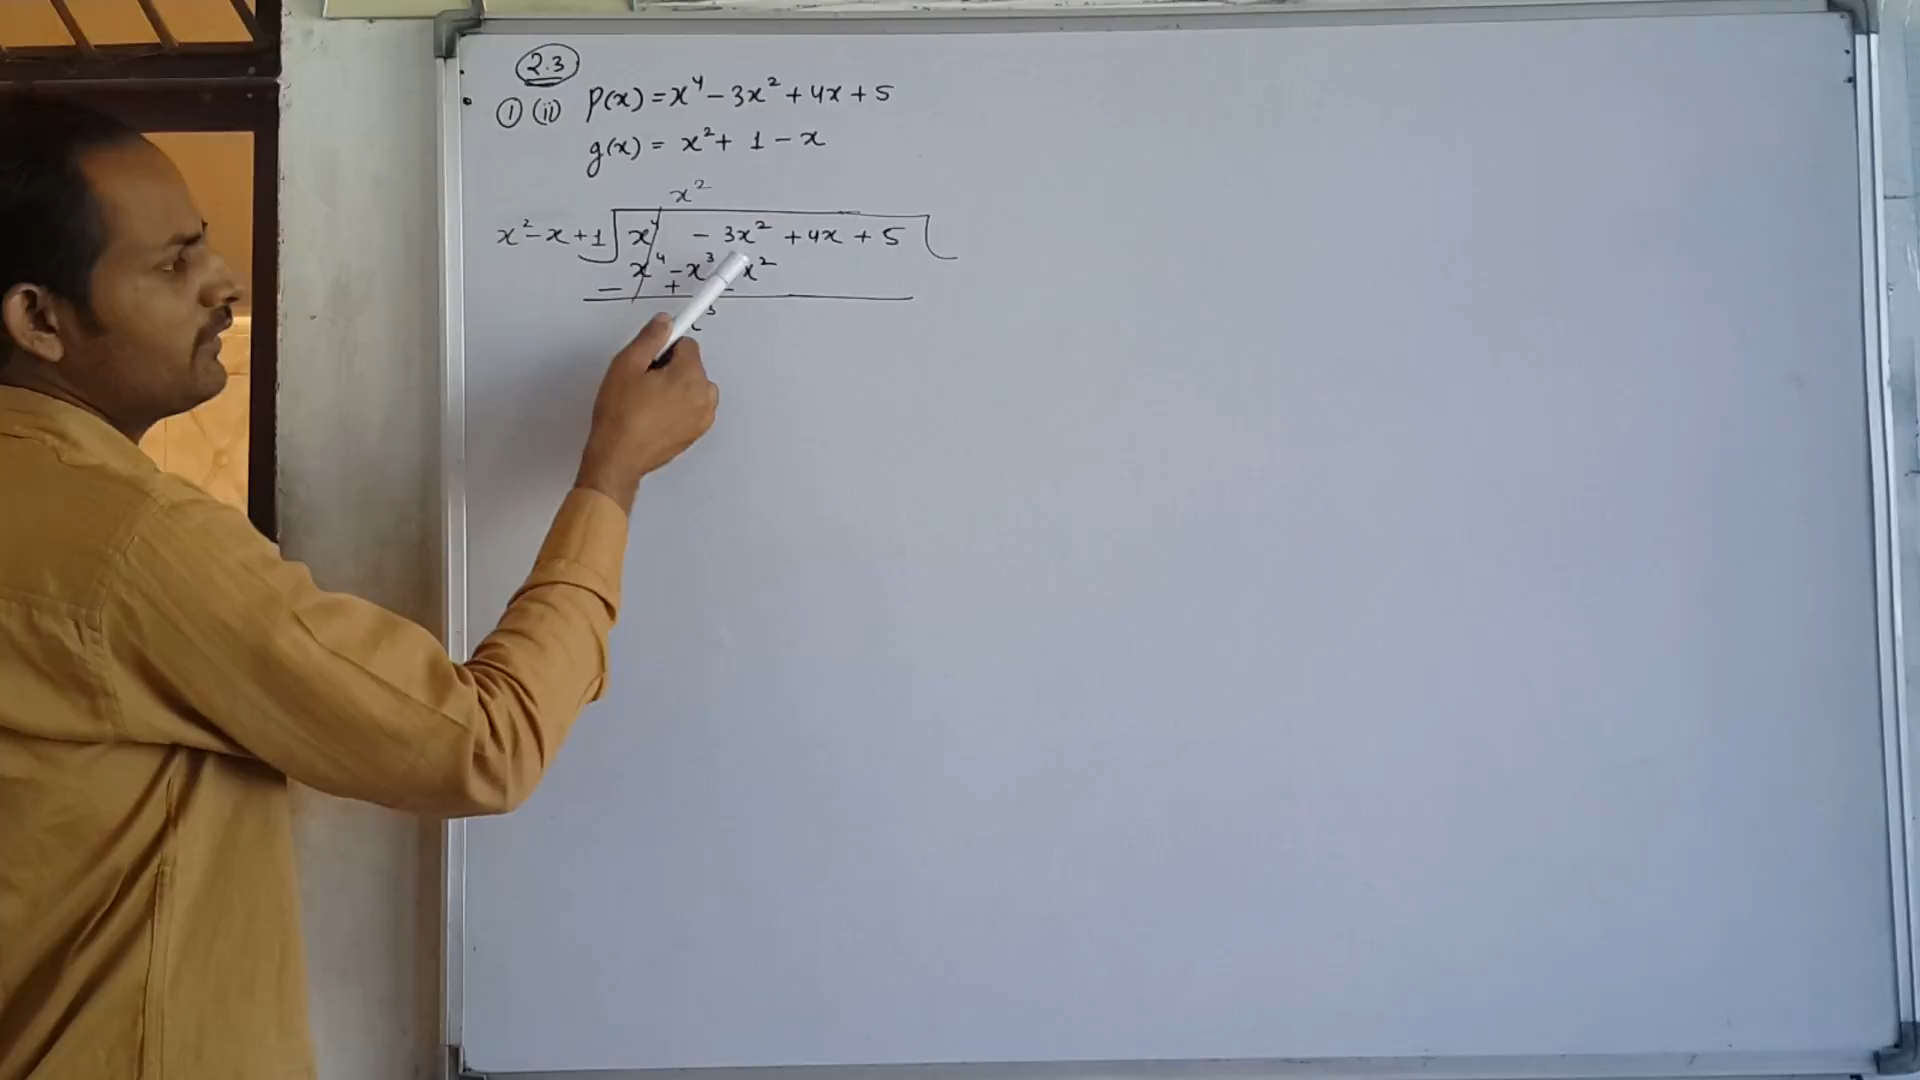 2.3
① (ii) p(x) = x⁴ - 3x² + 4x + 5
g(x) = x² + 1 - x
x²
x² - x + 1 x⁴ - 3x² + 4x + 5
x⁴ - x³ x²
- + -
³